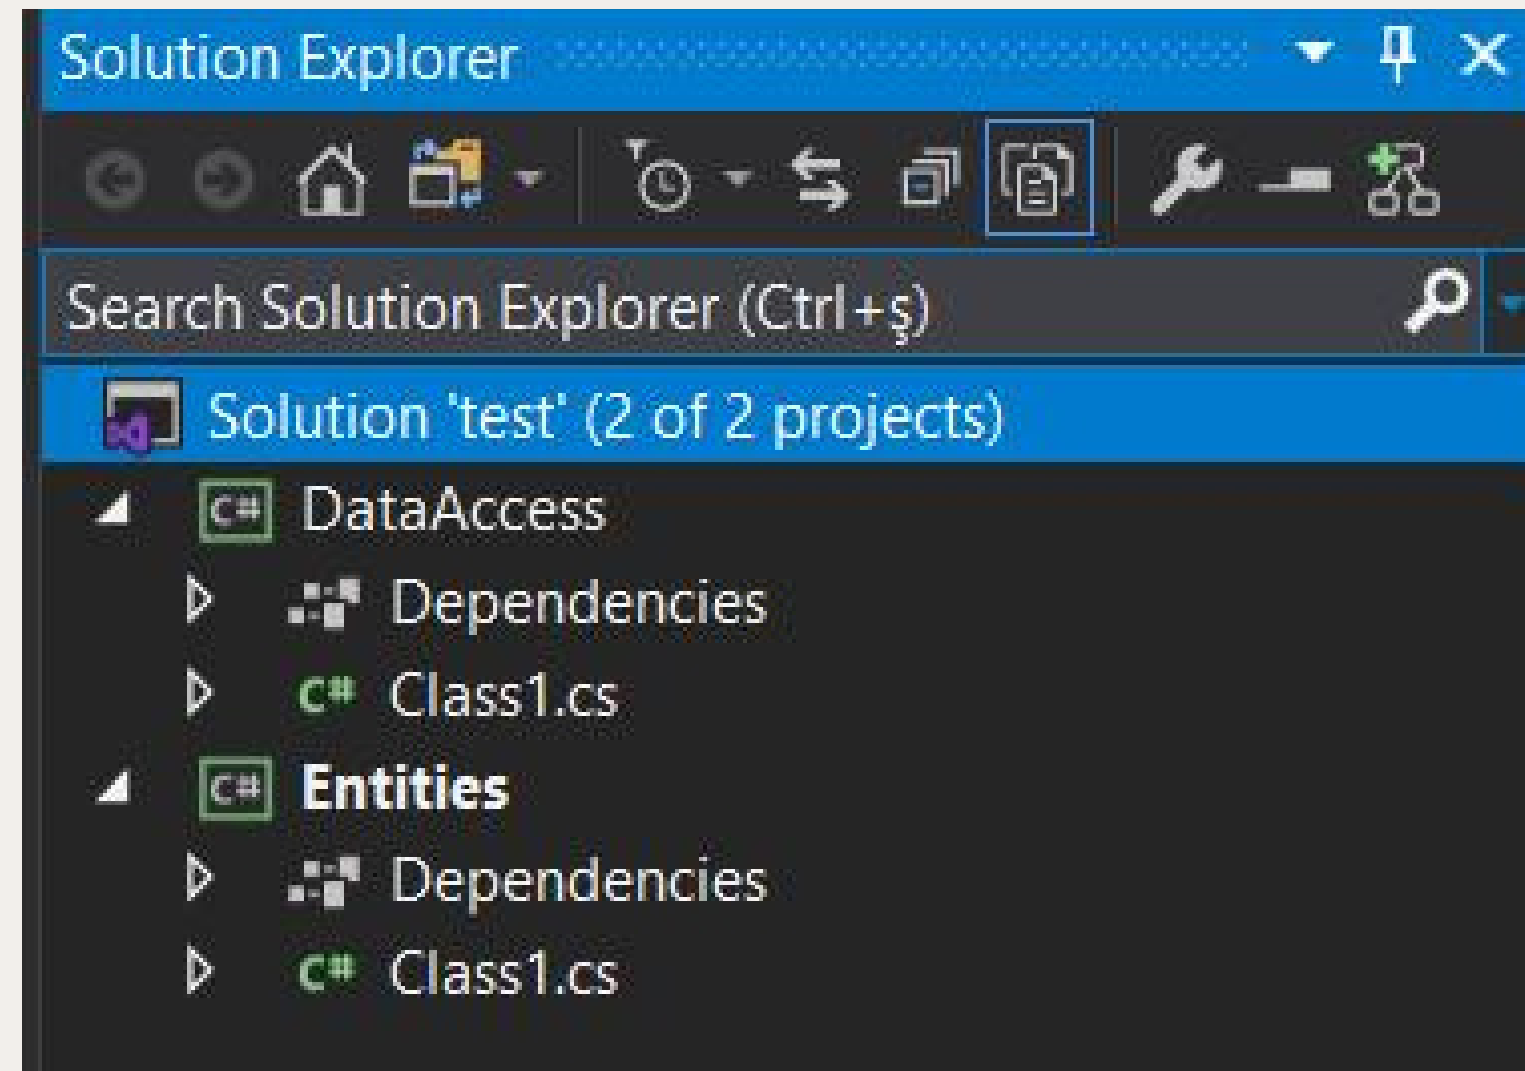 Solution Explorer
Search Solution Explorer (Ctrl+ş)
Solution 'test' (2 of 2 projects)
C# DataAccess
Dependencies
C# Class1.cs
C# Entities
Dependencies
C# Class1.cs